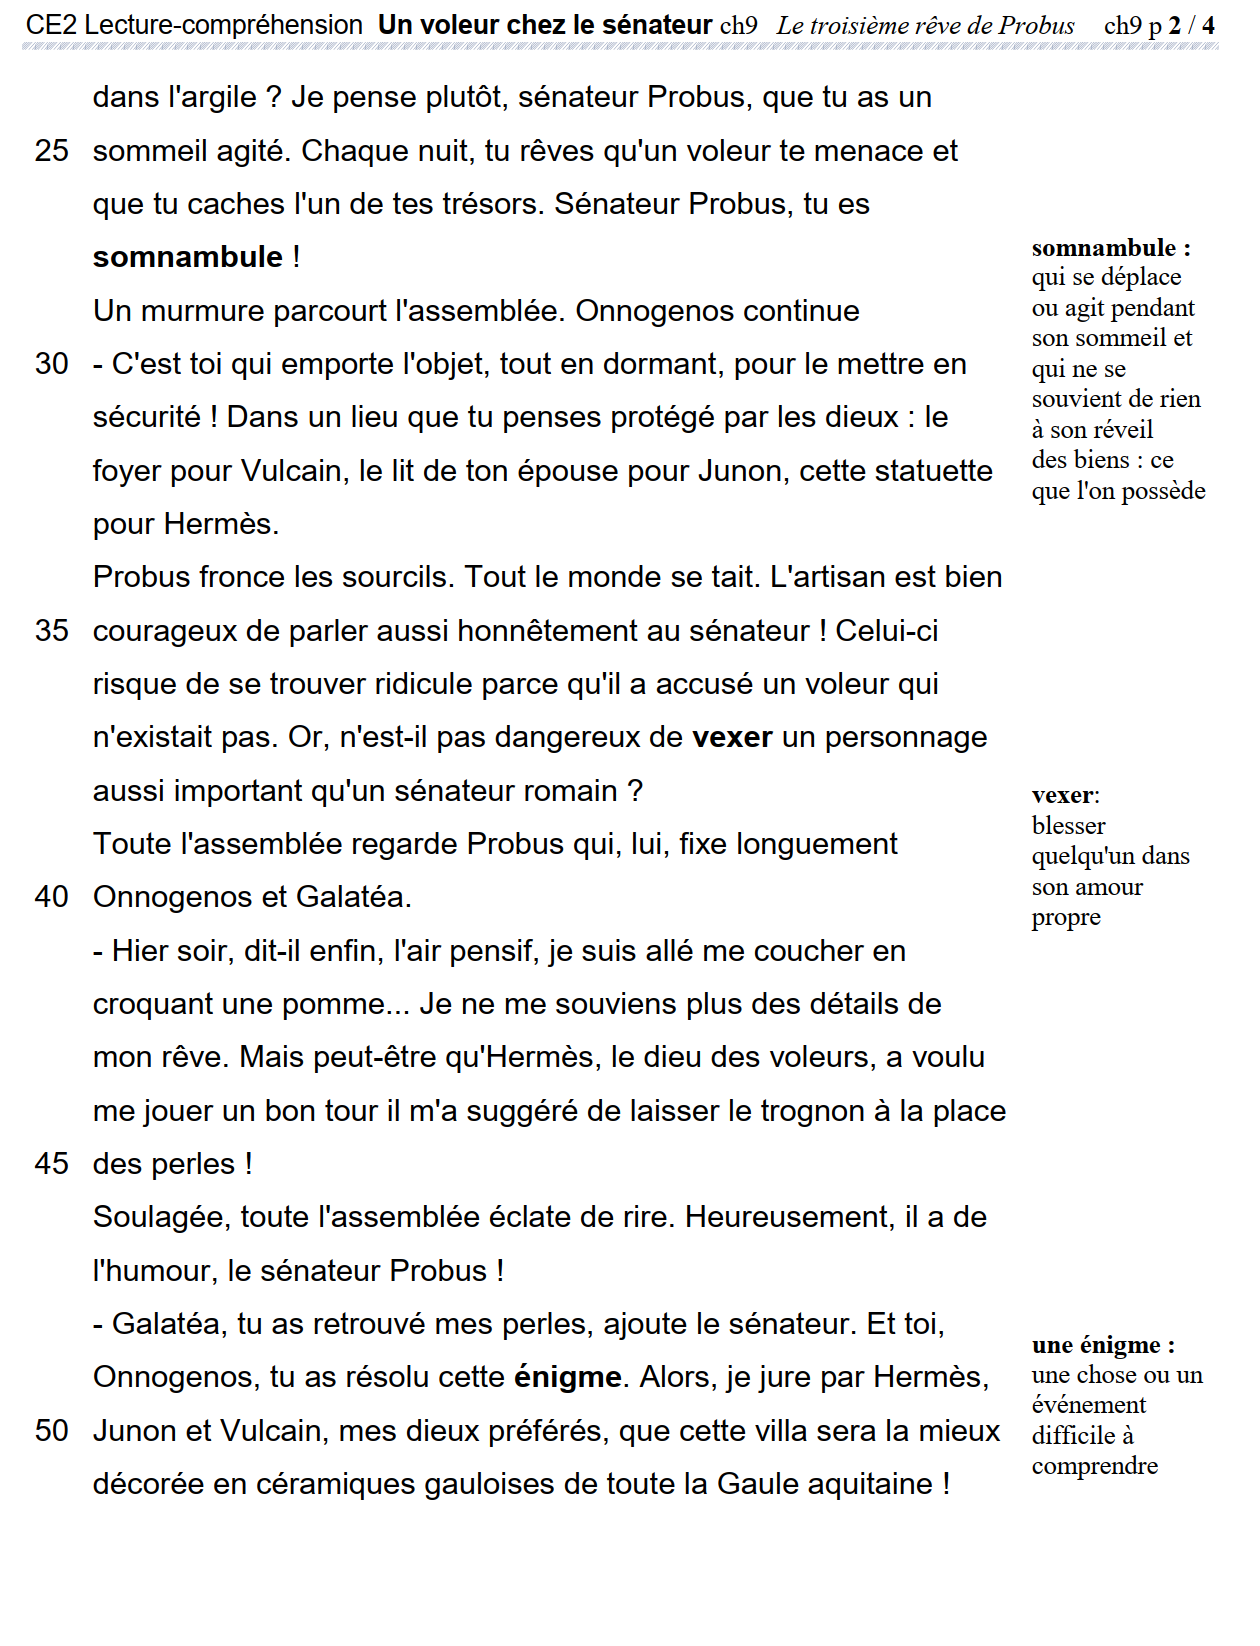 CE2 Lecture-compréhension Un voleur chez le sénateur ch9 Le troisième rêve de Probus ch9 p 2 / 4
dans l'argile ? Je pense plutôt, sénateur Probus, que tu as un
25 sommeil agité. Chaque nuit, tu rêves qu'un voleur te menace et
que tu caches l'un de tes trésors. Sénateur Probus, tu es
somnambule !
Un murmure parcourt l'assemblée. Onnogenos continue
30 - C'est toi qui emporte l'objet, tout en dormant, pour le mettre en
sécurité ! Dans un lieu que tu penses protégé par les dieux : le
foyer pour Vulcain, le lit de ton épouse pour Junon, cette statuette
pour Hermès.
Probus fronce les sourcils. Tout le monde se tait. L'artisan est bien
35 courageux de parler aussi honnêtement au sénateur ! Celui-ci
risque de se trouver ridicule parce qu'il a accusé un voleur qui
n'existait pas. Or, n'est-il pas dangereux de vexer un personnage
aussi important qu'un sénateur romain ?
Toute l'assemblée regarde Probus qui, lui, fixe longuement
40 Onnogenos et Galatéa.
- Hier soir, dit-il enfin, l'air pensif, je suis allé me coucher en
croquant une pomme... Je ne me souviens plus des détails de
mon rêve. Mais peut-être qu'Hermès, le dieu des voleurs, a voulu
me jouer un bon tour il m'a suggéré de laisser le trognon à la place
45 des perles !
Soulagée, toute l'assemblée éclate de rire. Heureusement, il a de
l'humour, le sénateur Probus !
- Galatéa, tu as retrouvé mes perles, ajoute le sénateur. Et toi,
Onnogenos, tu as résolu cette énigme. Alors, je jure par Hermès,
50 Junon et Vulcain, mes dieux préférés, que cette villa sera la mieux
décorée en céramiques gauloises de toute la Gaule aquitaine !
somnambule :
qui se déplace
ou agit pendant
son sommeil et
qui ne se
souvient de rien
à son réveil
des biens : ce
que l'on possède
vexer:
blesser
quelqu'un dans
son amour
propre
une énigme :
une chose ou un
événement
difficile à
comprendre